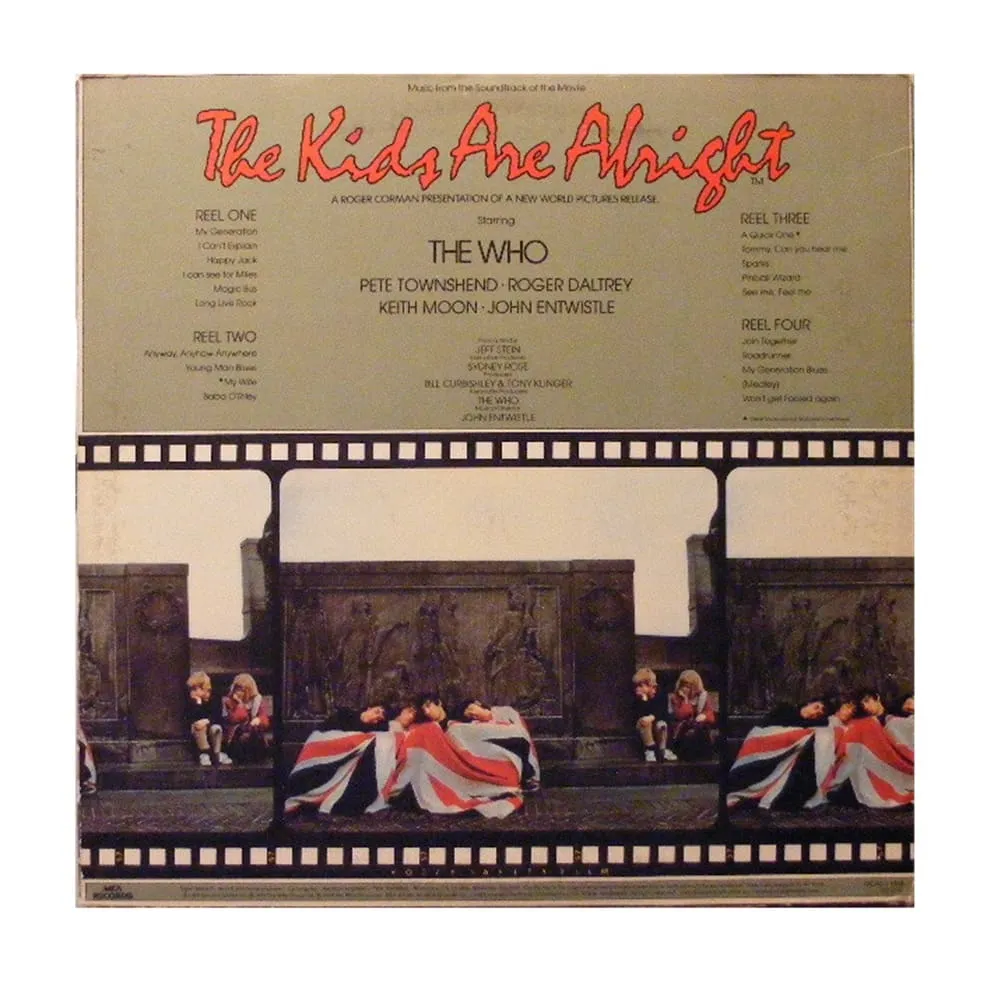 Music from the Soundtrack of the Movie
The Kids Are Alright
TM
A ROGER CORMAN PRESENTATION OF A NEW WORLD PICTURES RELEASE.
Starring
THE WHO
PETE TOWNSHEND · ROGER DALTREY
KEITH MOON · JOHN ENTWISTLE
JEFF STEIN
SYDNEY ROSE
BILL CURBISHLEY & TONY KLINGER
THE WHO
JOHN ENTWISTLE
REEL ONE
My Generation
I Can't Explain
Happy Jack
I can see for Miles
Magic Bus
Long Live Rock
REEL TWO
Anyway, Anyhow Anywhere
Young Man Blues
*My Wife
Baba O'Riley
REEL THREE
A Quick One *
Tommy, Can you hear me
Sparks
Pinball Wizard
See me, Feel me
REEL FOUR
Join Together
Roadrunner
My Generation Blues
(Medley)
Won't get Fooled again
MCA RECORDS